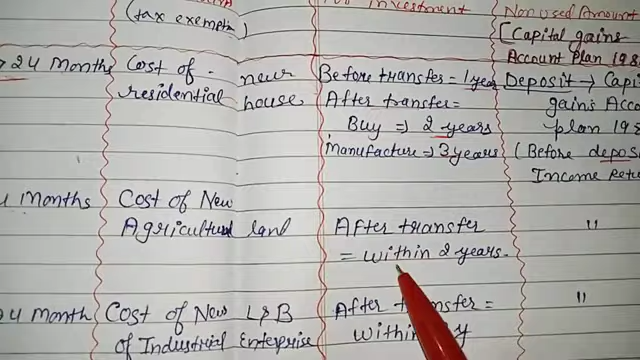 (tax exempt)
Investment
Non used Amount
[Capital gains
Account Plan 198
24 Months
Cost of new
residential house
Before transfer = 1 year
After transfer =
Buy => 2 years
Manufacture -> 3 years
Deposit -> Capi
gains Acco
plan 198
(Before depos
Income Retu
Months
Cost of New
Agricultural land
After transfer
= within 2 years.
"
24 Month
Cost of New L&B
of Industrial Enterprise
After transfer =
within y
"